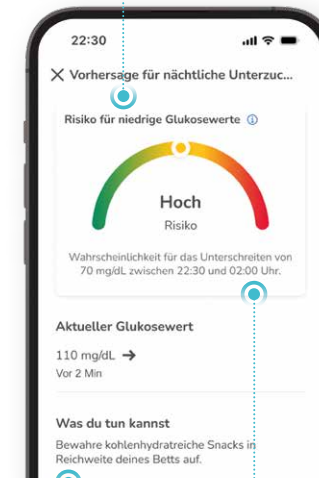 22:30
Vorhersage für nächtliche Unterzuc...
Risiko für niedrige Glukosewerte
Hoch
Risiko
Wahrscheinlichkeit für das Unterschreiten von
70 mg/dL zwischen 22:30 und 02:00 Uhr.
Aktueller Glukosewert
110 mg/dL →
Vor 2 Min
Was du tun kannst
Bewahre kohlenhydratreiche Snacks in
Reichweite deines Betts auf.